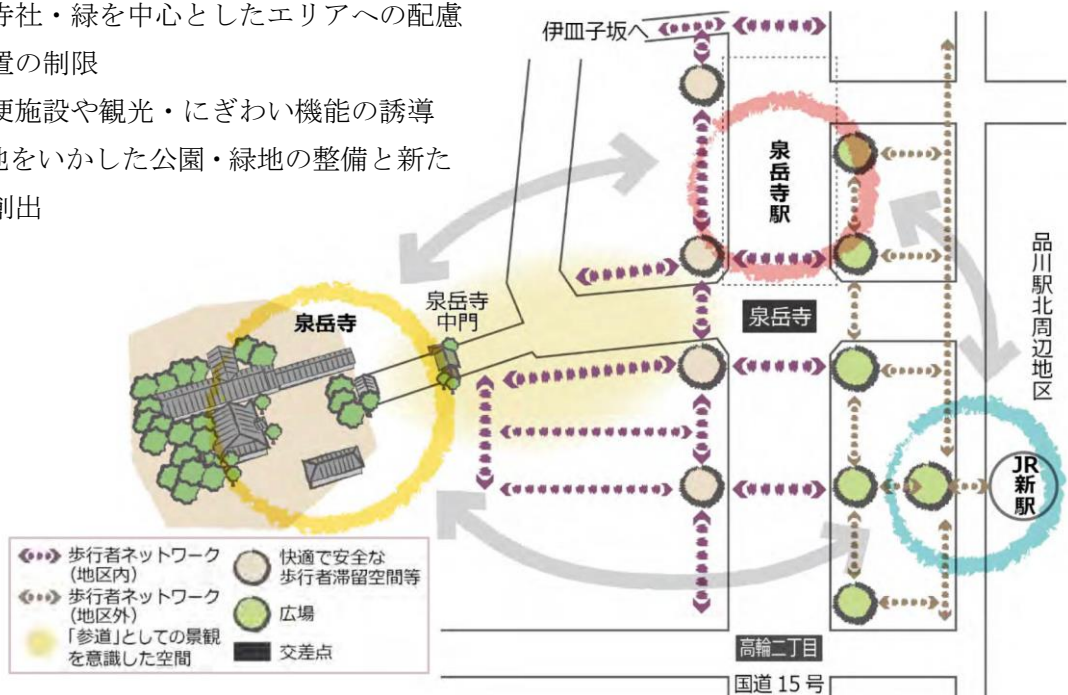 寺社・緑を中心としたエリアへの配慮
置の制限
便施設や観光・にぎわい機能の誘導
地をいかした公園・緑地の整備と新た
創出
伊皿子坂へ
泉岳寺駅
品川駅北周辺地区
泉岳寺
中門
泉岳寺
泉岳寺
JR
新駅
歩行者ネットワーク
(地区内)
歩行者ネットワーク
(地区外)
「参道」としての景観
を意識した空間
快適で安全な
歩行者滞留空間等
広場
交差点
高輪二丁目
国道 15 号